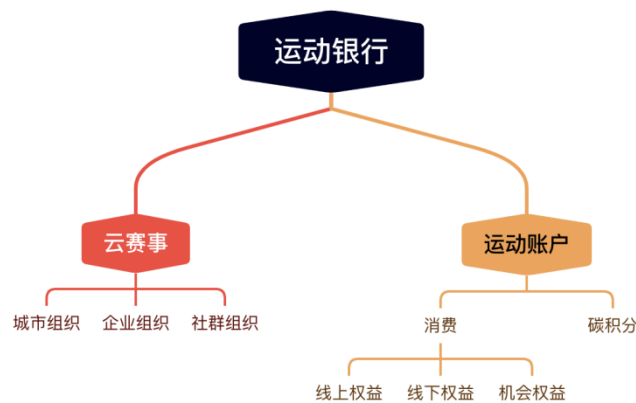 运动银行
云赛事
运动账户
城市组织
企业组织
社群组织
消费
碳积分
线上权益
线下权益
机会权益